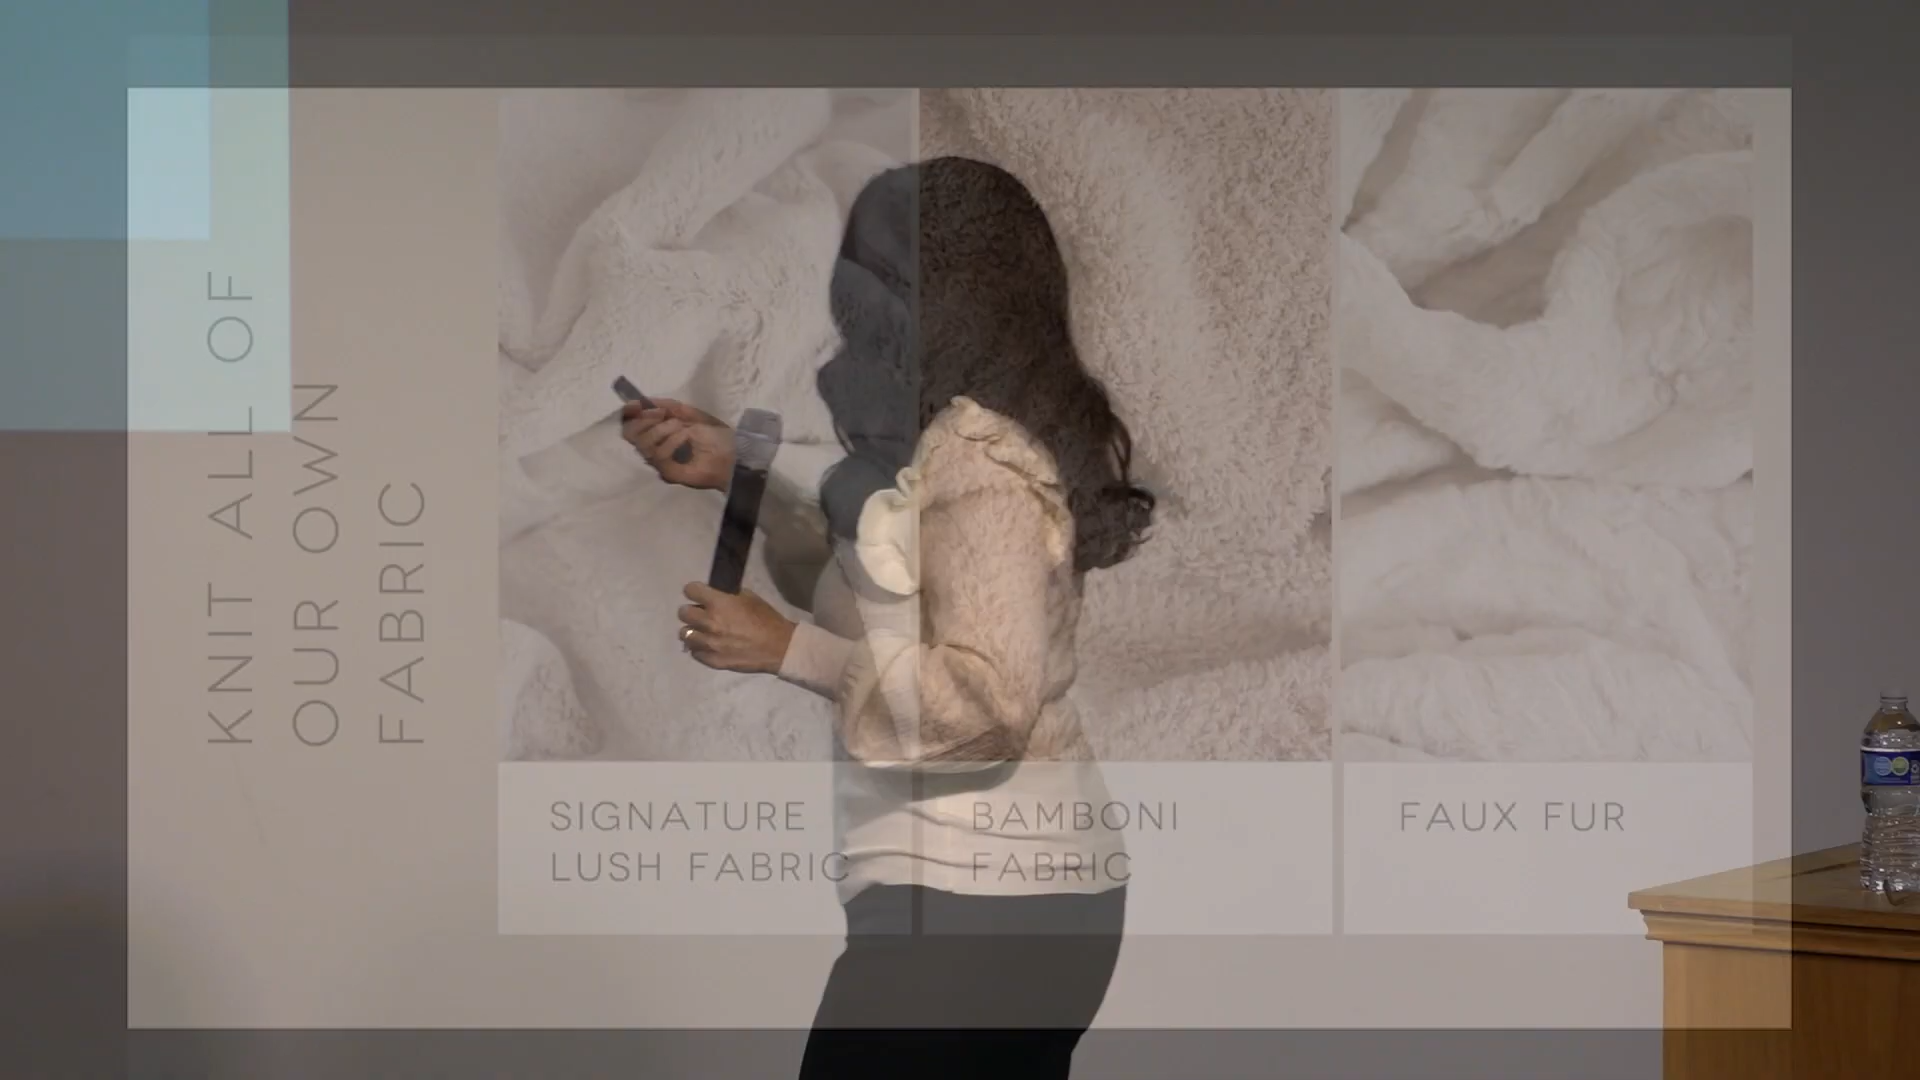 KNIT ALL OF
OUR OWN
FABRIC
SIGNATURE
LUSH FABRIC
BAMBONI
FABRIC
FAUX FUR